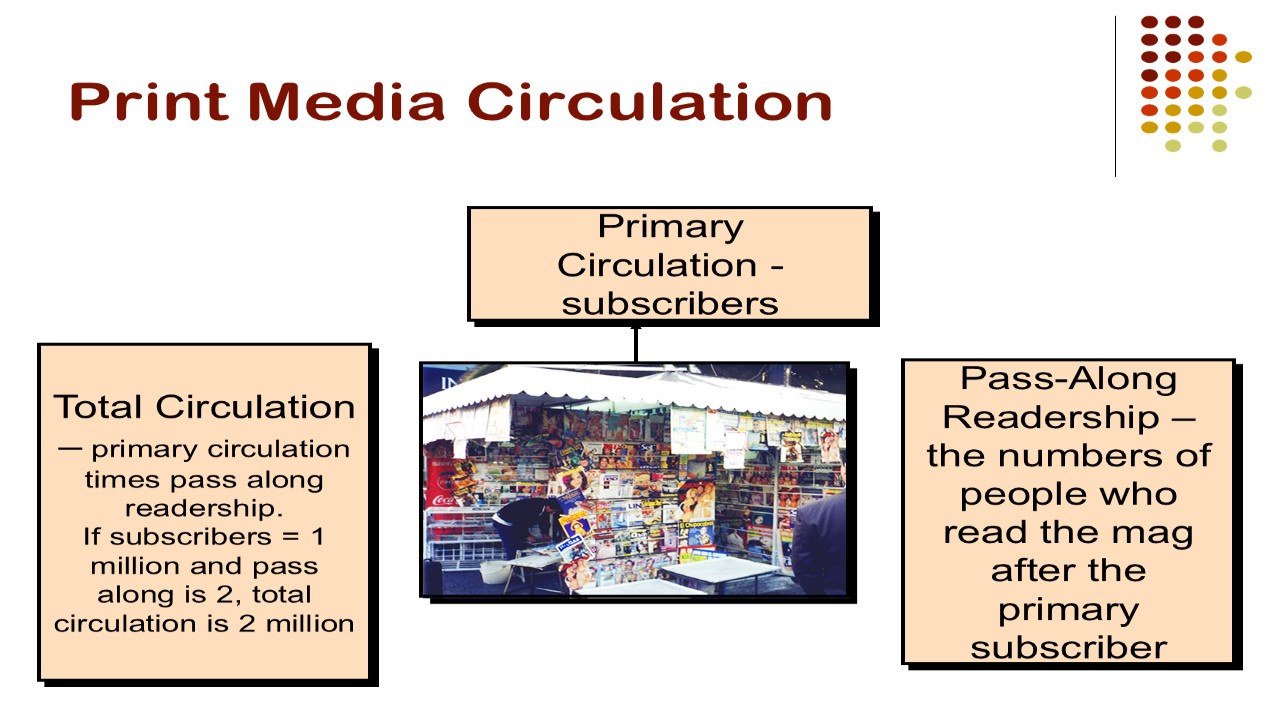 Print Media Circulation
Primary
Circulation -
subscribers
Total Circulation
— primary circulation
times pass along
readership.
If subscribers = 1
million and pass
along is 2, total
circulation is 2 million
Pass-Along
Readership –
the numbers of
people who
read the mag
after the
primary
subscriber